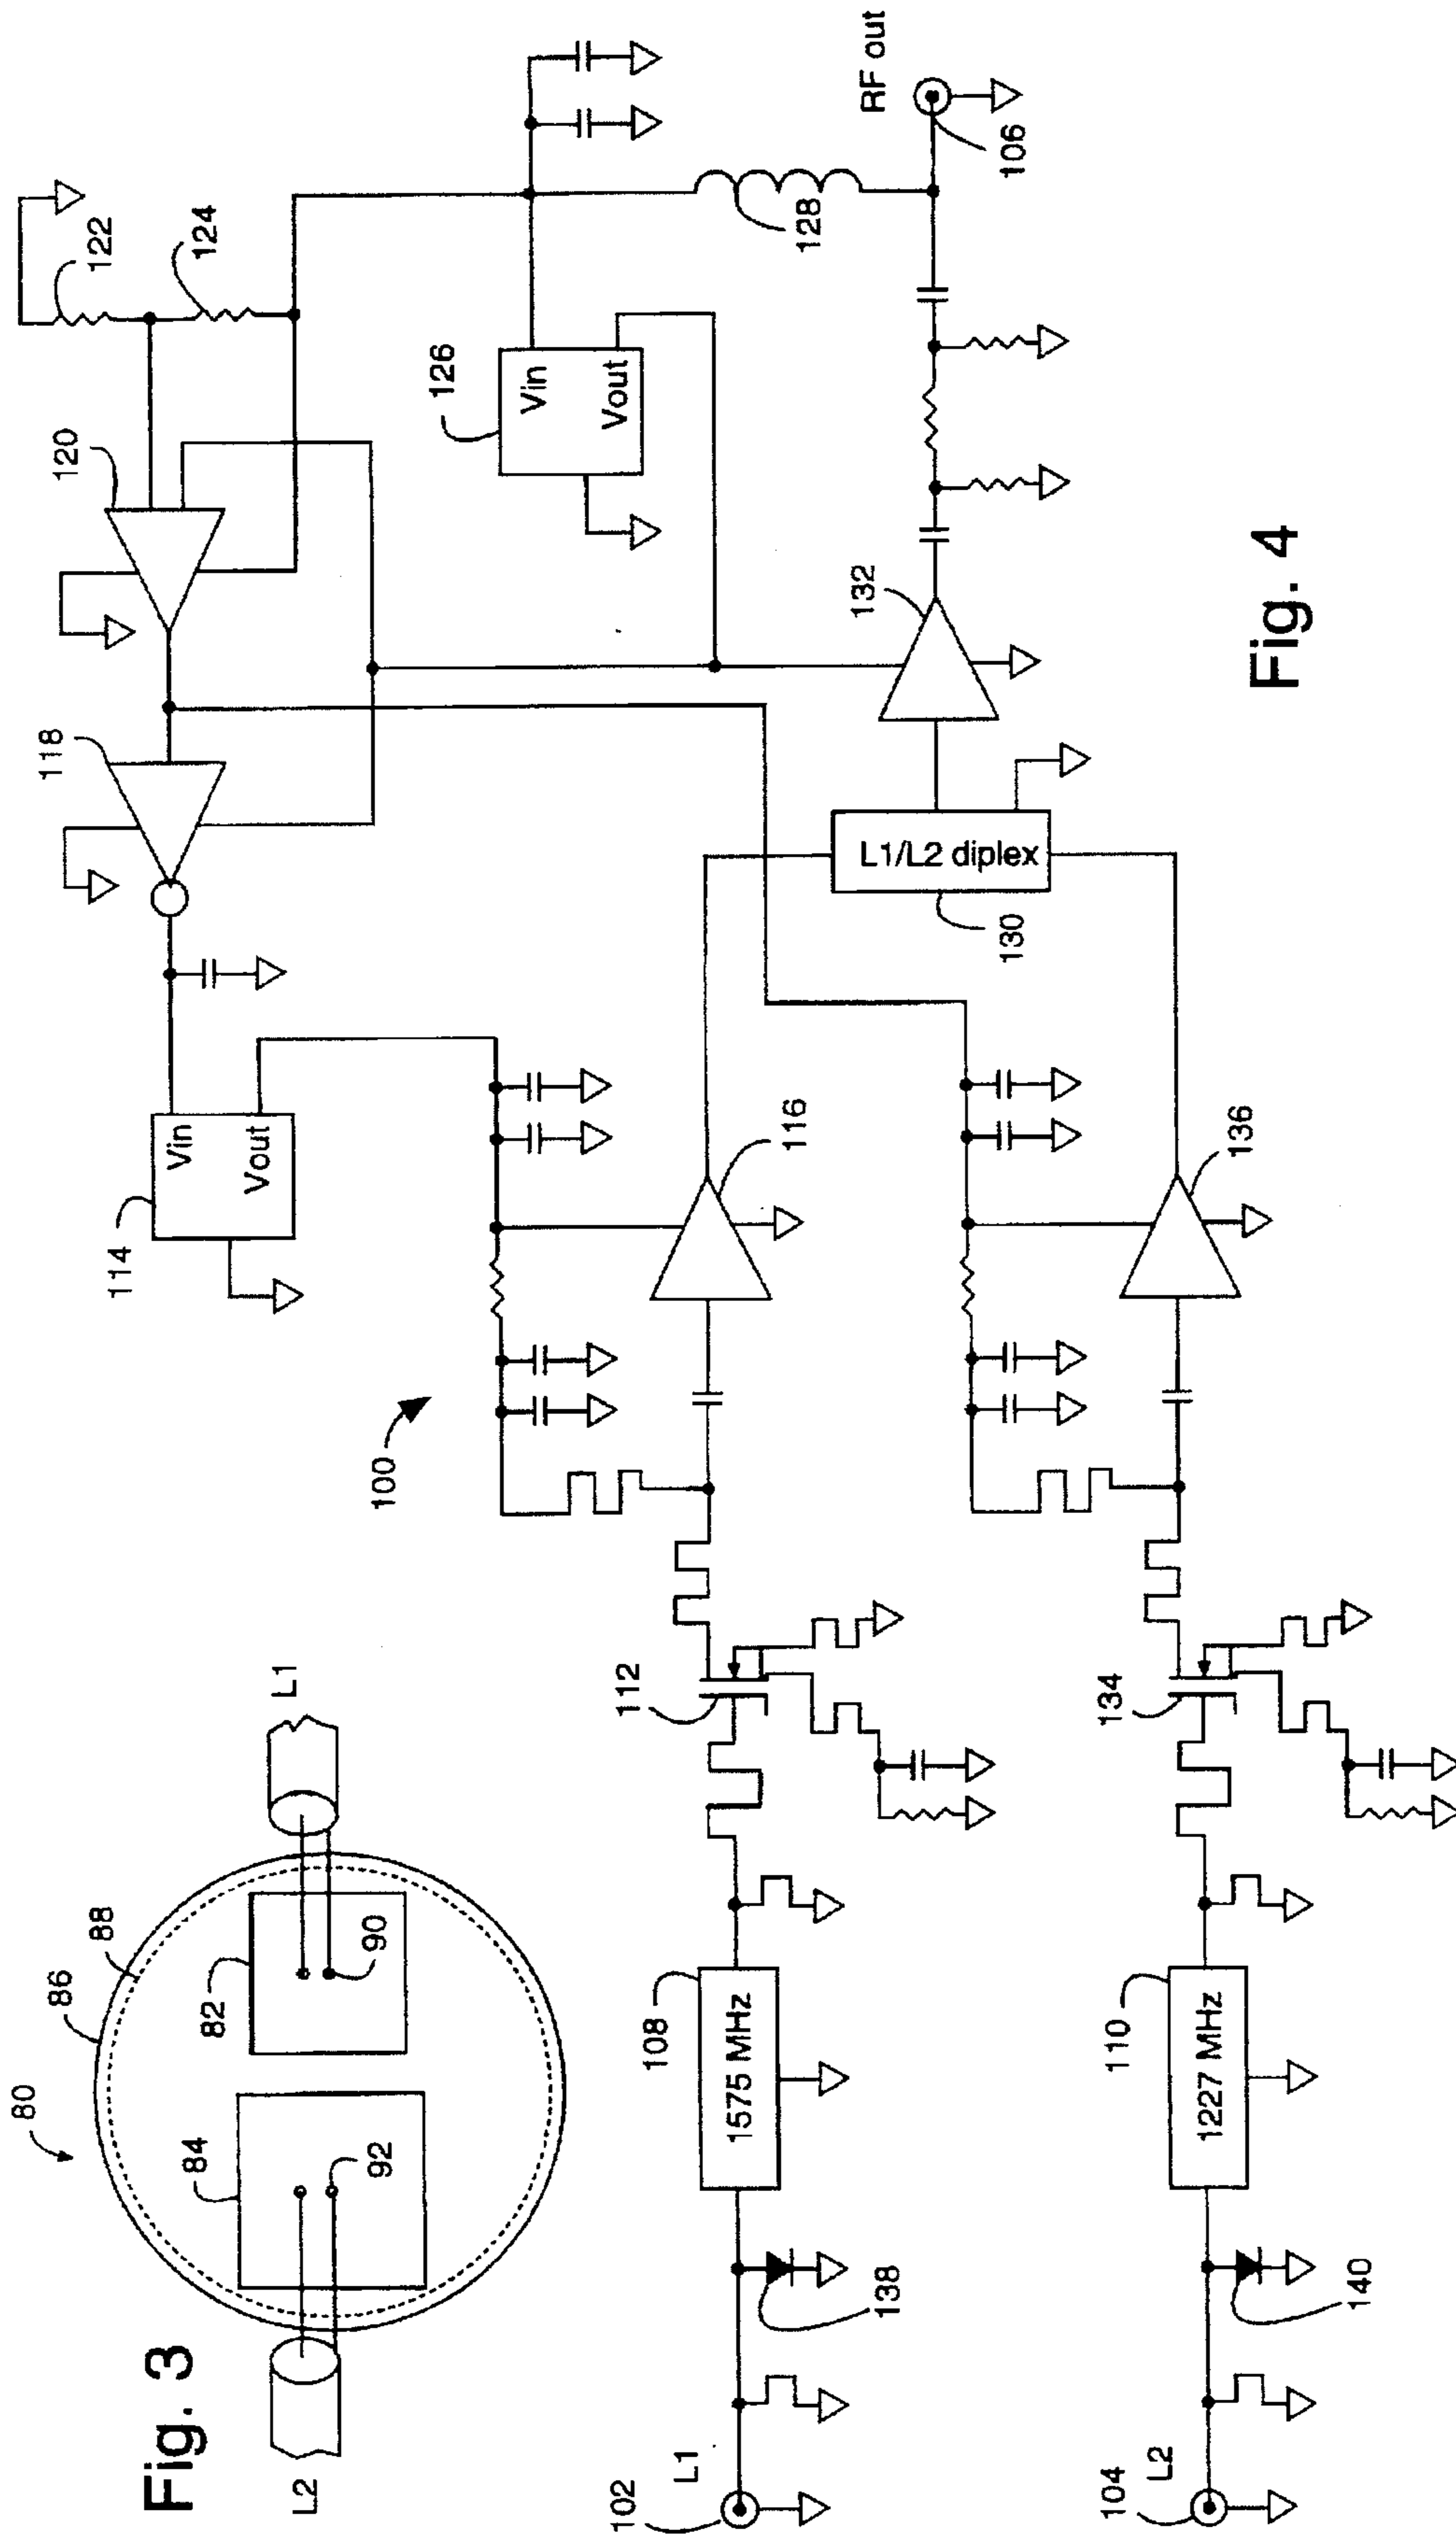 Fig. 3
80
86
88
84
82
92
90
L2
L1
Fig. 4
100
102
L1
138
108
1575 MHz
112
116
114
Vin
Vout
118
120
122
124
126
Vin
Vout
128
RF out
106
132
L1/L2 diplex
130
104
L2
140
110
1227 MHz
134
136